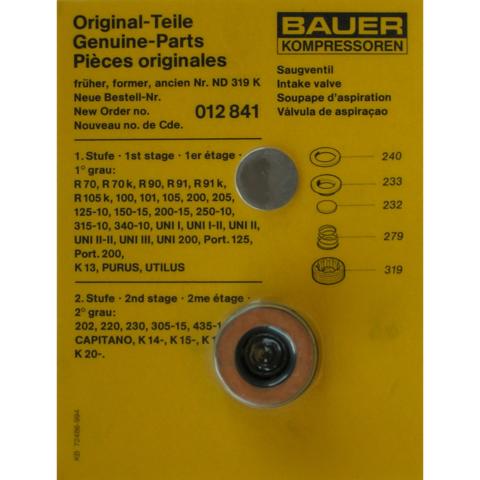 Original-Teile
Genuine-Parts
Pièces originales
früher, former, ancien Nr. ND 319 K
Neue Bestell-Nr.
New Order no. 012 841
Nouveau no. de Cde.
BAUER
KOMPRESSOREN
Saugventil
Intake valve
Soupape d'aspiration
Válvula de aspiraçao
1. Stufe · 1st stage · 1er étage ·
1° grau:
R 70, R 70 k, R 90, R 91, R 91 k,
R 105 k, 100, 101, 105, 200, 205,
125-10, 150-15, 200-15, 250-10,
315-10, 340-10, UNI I, UNI I-II, UNI II,
UNI II-II, UNI III, UNI 200, Port. 125,
Port. 200,
K 13, PURUS, UTILUS
240
233
232
279
319
2. Stufe · 2nd stage · 2me étage ·
2° grau:
202, 220, 230, 305-15, 435-1
CAPITANO, K 14-, K 15-,
K 20-.
KB 72486-994